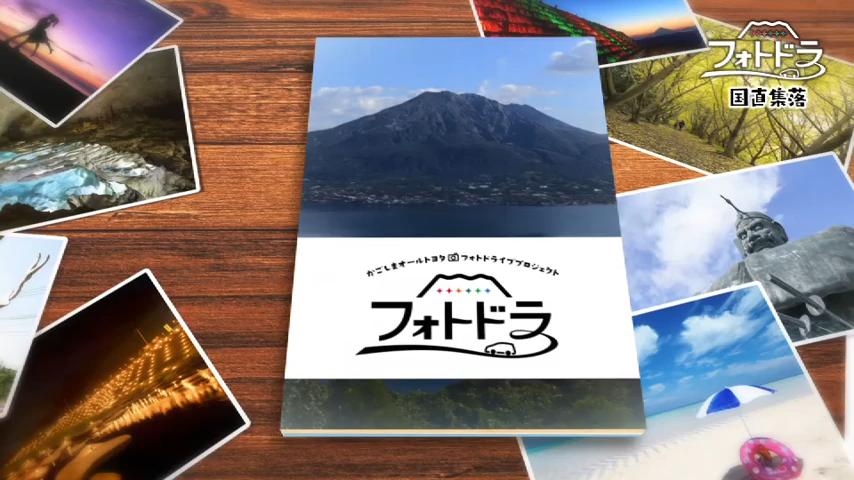 フォトドラ
国直集落
かごしまオールトヨタ フォトドライブプロジェクト
フォトドラ